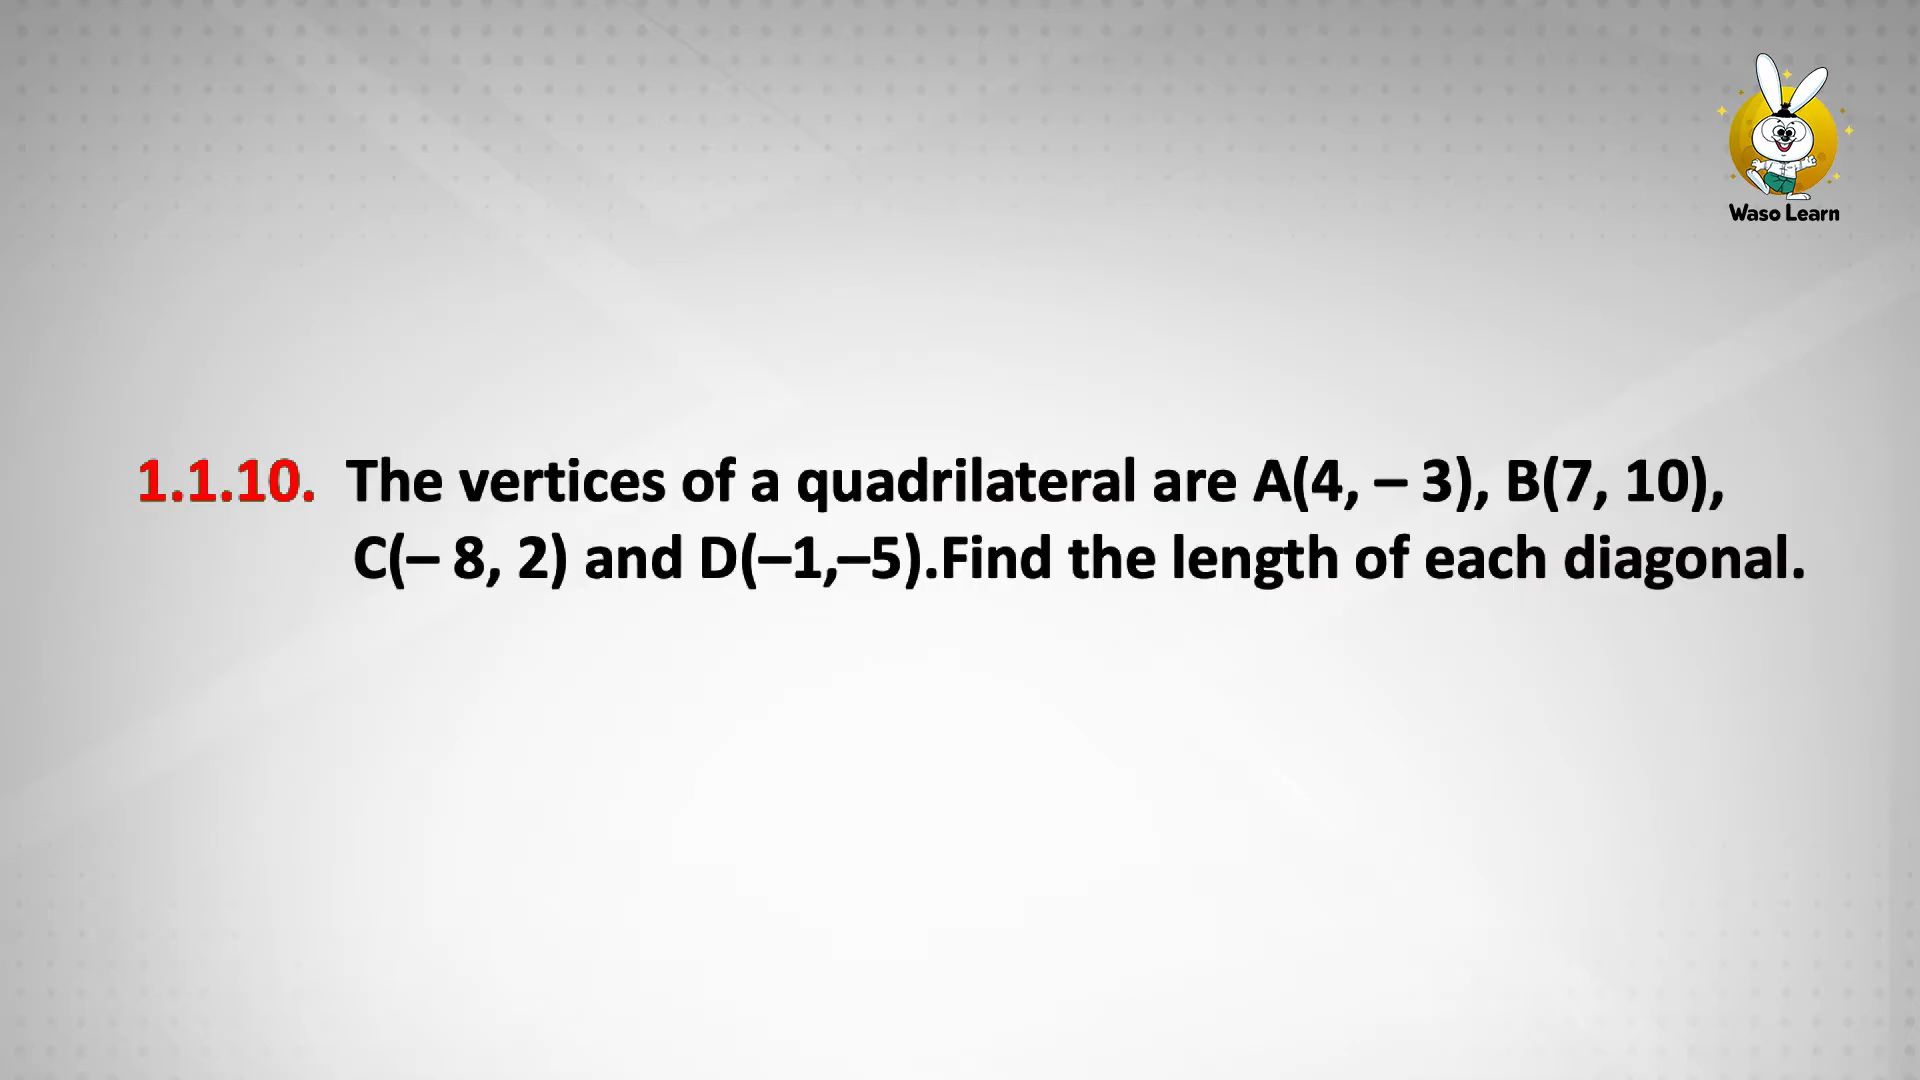 Waso Learn
1.1.10. The vertices of a quadrilateral are A(4, – 3), B(7, 10),
C(– 8, 2) and D(–1,–5).Find the length of each diagonal.